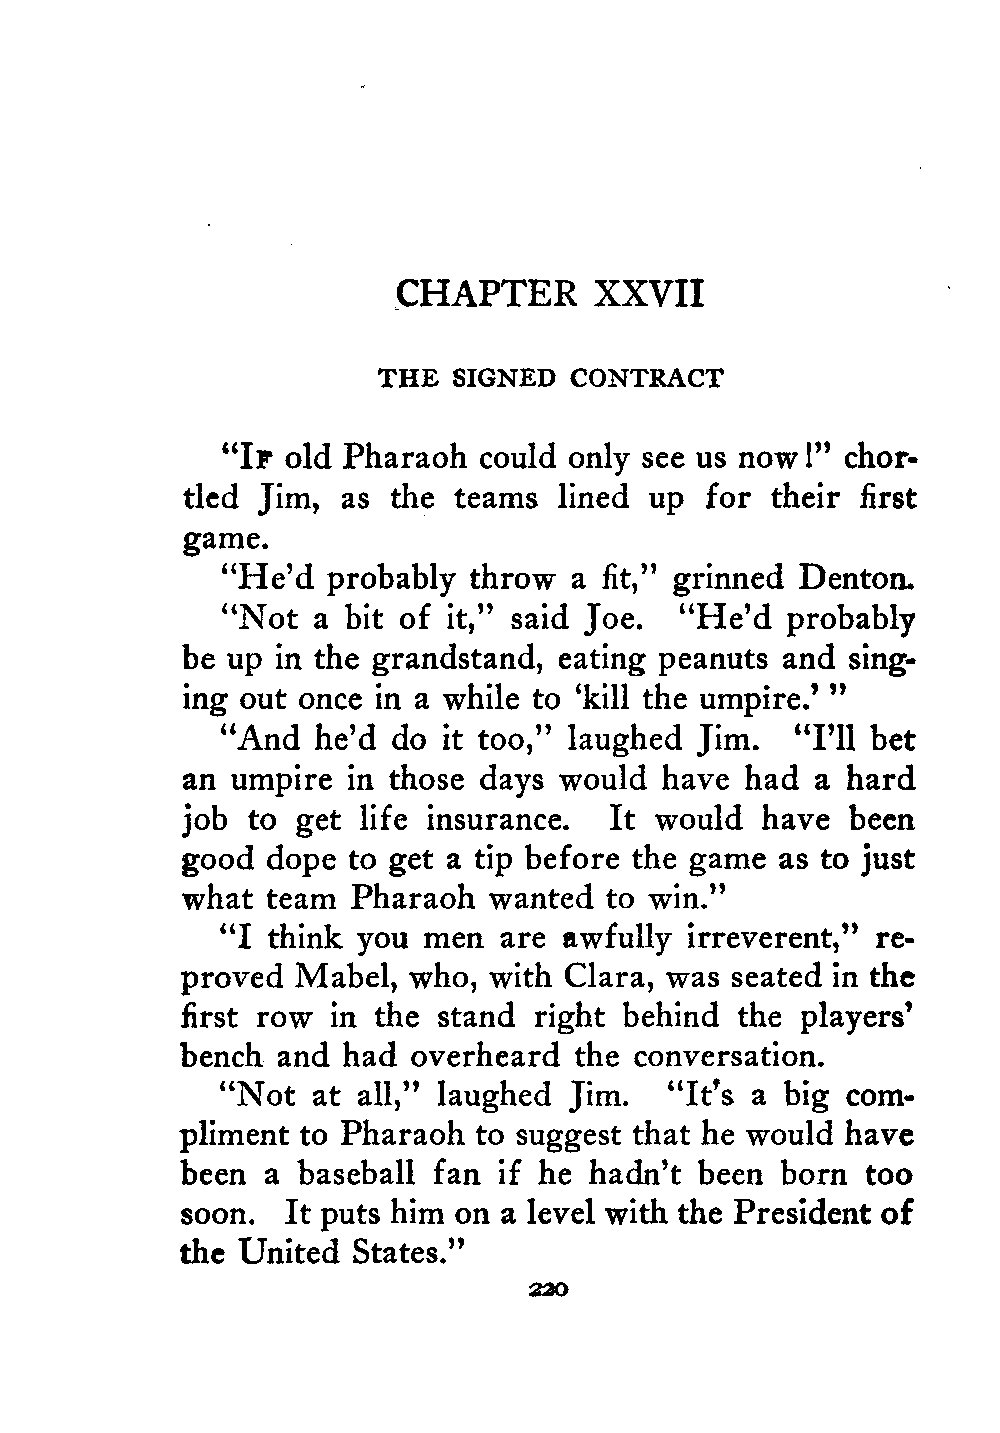 CHAPTER XXVII
THE SIGNED CONTRACT
“IF old Pharaoh could only see us now!” chor-
tled Jim, as the teams lined up for their first
game.
“He’d probably throw a fit,” grinned Denton.
“Not a bit of it,” said Joe. “He’d probably
be up in the grandstand, eating peanuts and sing-
ing out once in a while to ‘kill the umpire.’ ”
“And he’d do it too,” laughed Jim. “I’ll bet
an umpire in those days would have had a hard
job to get life insurance. It would have been
good dope to get a tip before the game as to just
what team Pharaoh wanted to win.”
“I think you men are awfully irreverent,” re-
proved Mabel, who, with Clara, was seated in the
first row in the stand right behind the players’
bench and had overheard the conversation.
“Not at all,” laughed Jim. “It’s a big com-
pliment to Pharaoh to suggest that he would have
been a baseball fan if he hadn’t been born too
soon. It puts him on a level with the President of
the United States.”
220